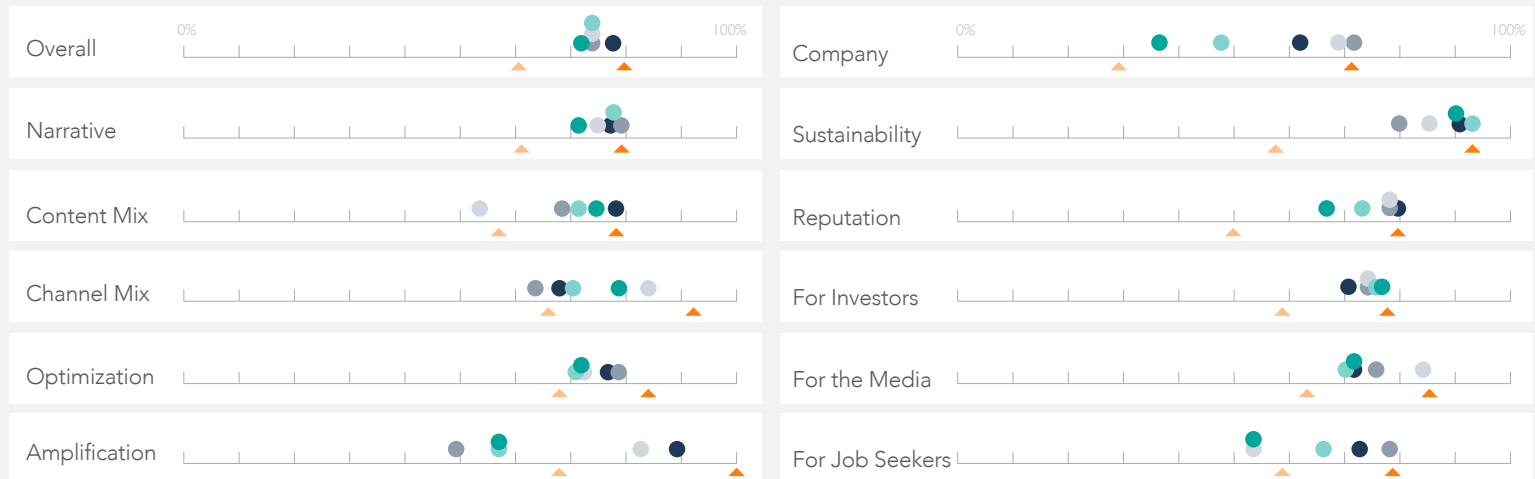 0%
100%
Overall
Narrative
Content Mix
Channel Mix
Optimization
Amplification
0%
100%
Company
Sustainability
Reputation
For Investors
For the Media
For Job Seekers